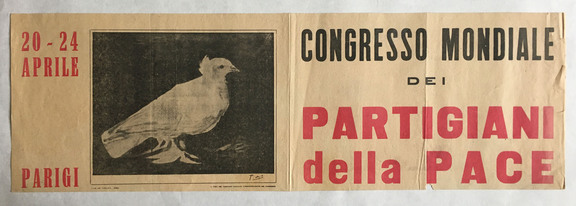 20 - 24
APRILE
PARIGI
CONGRESSO MONDIALE
DEI
PARTIGIANI
della PACE